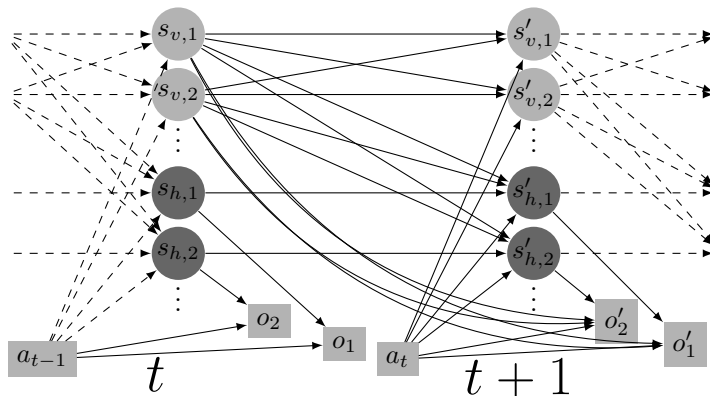 s_{v,1} s'_{v,1}
s_{v,2} s'_{v,2}
⋮ ⋮
s_{h,1} s'_{h,1}
s_{h,2} s'_{h,2}
⋮ ⋮
o_2 o'_2
a_{t−1} o_1 a_t o'_1
t t + 1